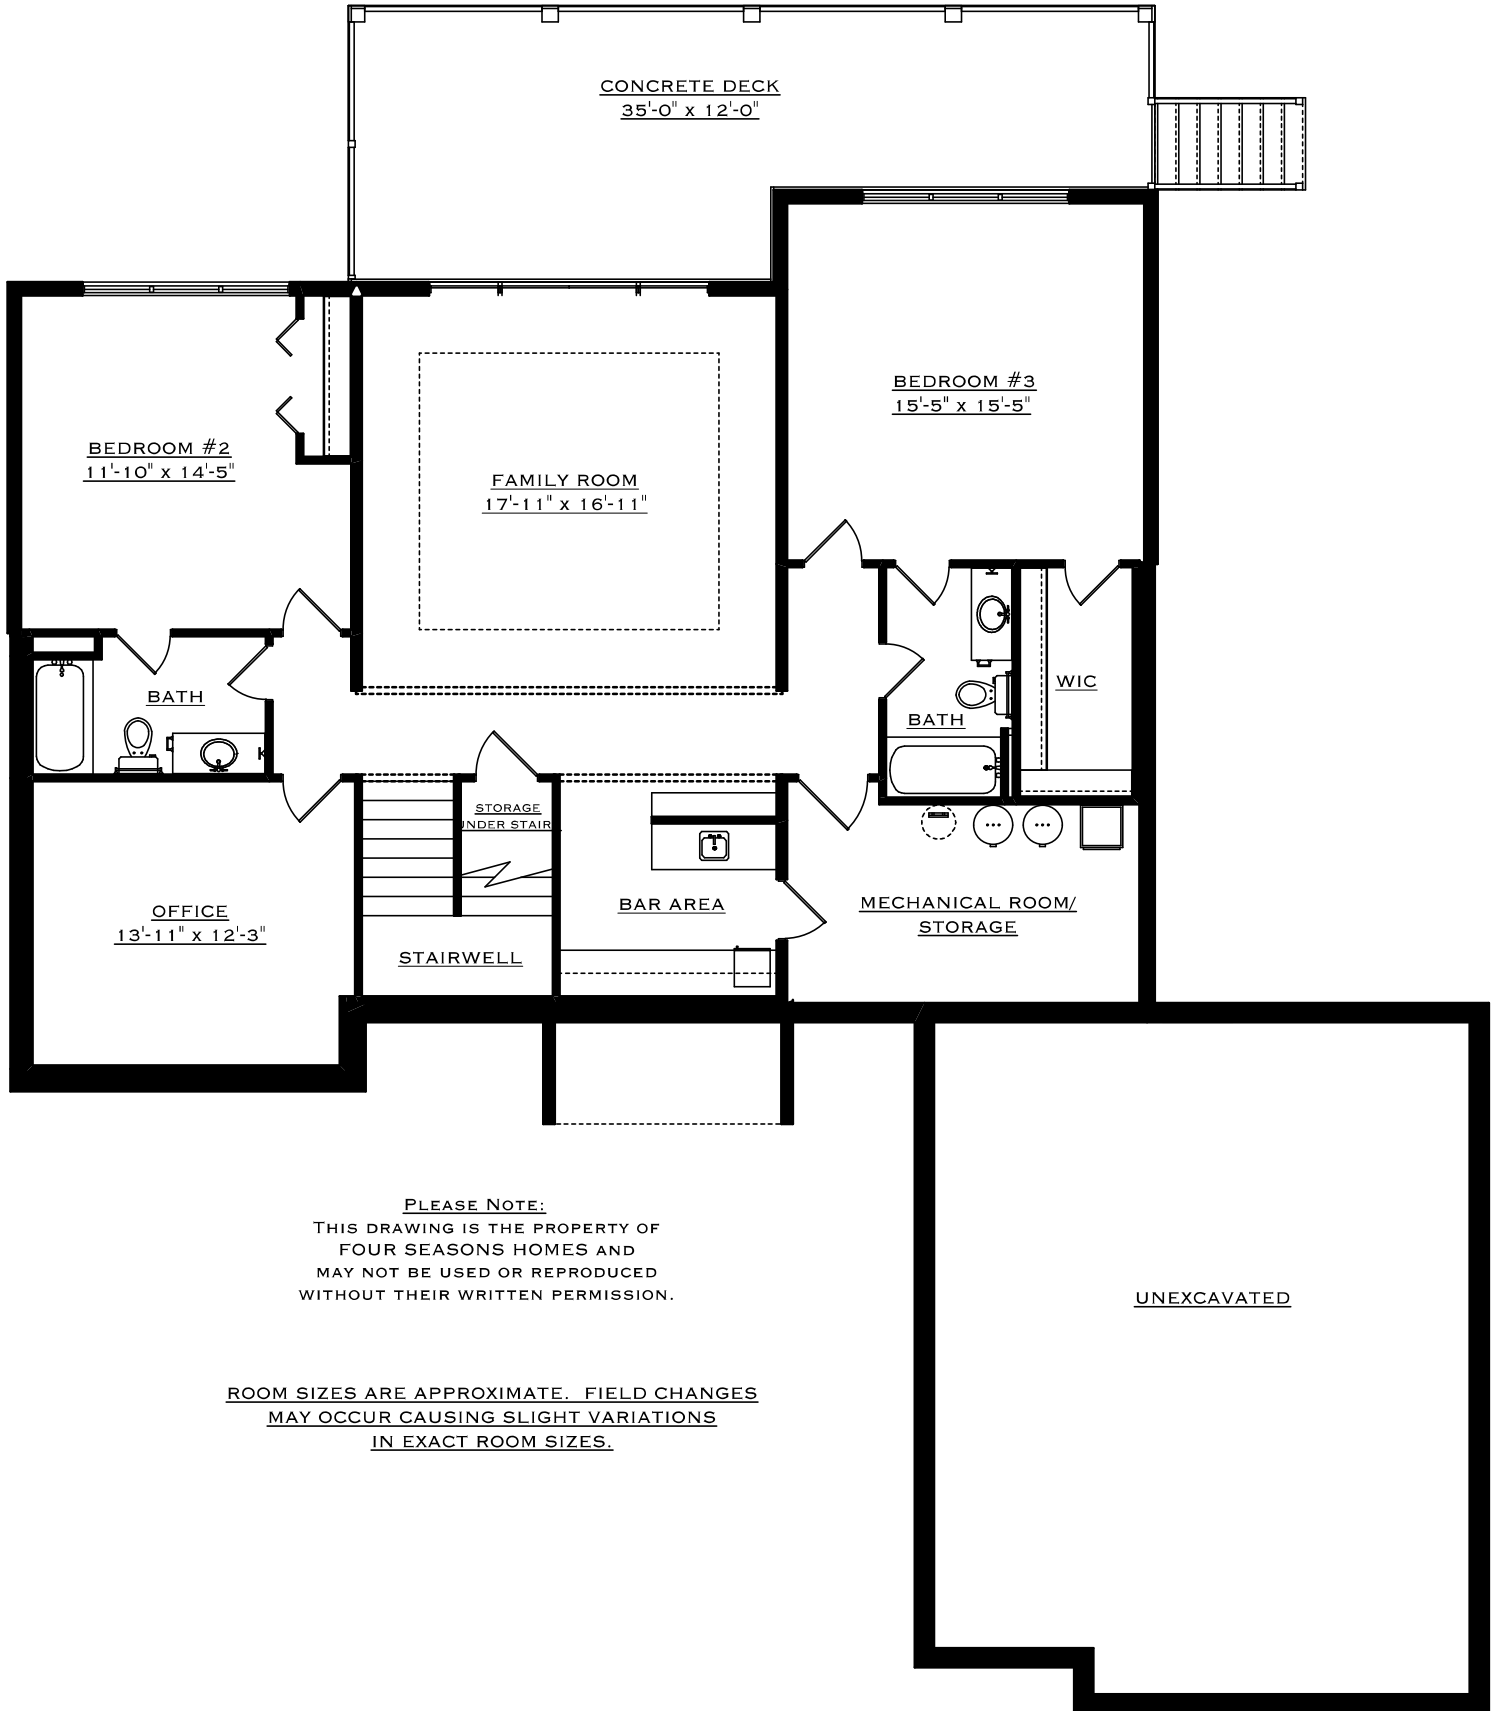 CONCRETE DECK
35'-0" x 12'-0"
BEDROOM #3
15'-5" x 15'-5"
BEDROOM #2
11'-10" x 14'-5"
FAMILY ROOM
17'-11" x 16'-11"
BATH
WIC
BATH
STORAGE
UNDER STAIR
BAR AREA
MECHANICAL ROOM/
STORAGE
OFFICE
13'-11" x 12'-3"
STAIRWELL
PLEASE NOTE:
THIS DRAWING IS THE PROPERTY OF
FOUR SEASONS HOMES AND
MAY NOT BE USED OR REPRODUCED
WITHOUT THEIR WRITTEN PERMISSION.
UNEXCAVATED
ROOM SIZES ARE APPROXIMATE. FIELD CHANGES
MAY OCCUR CAUSING SLIGHT VARIATIONS
IN EXACT ROOM SIZES.